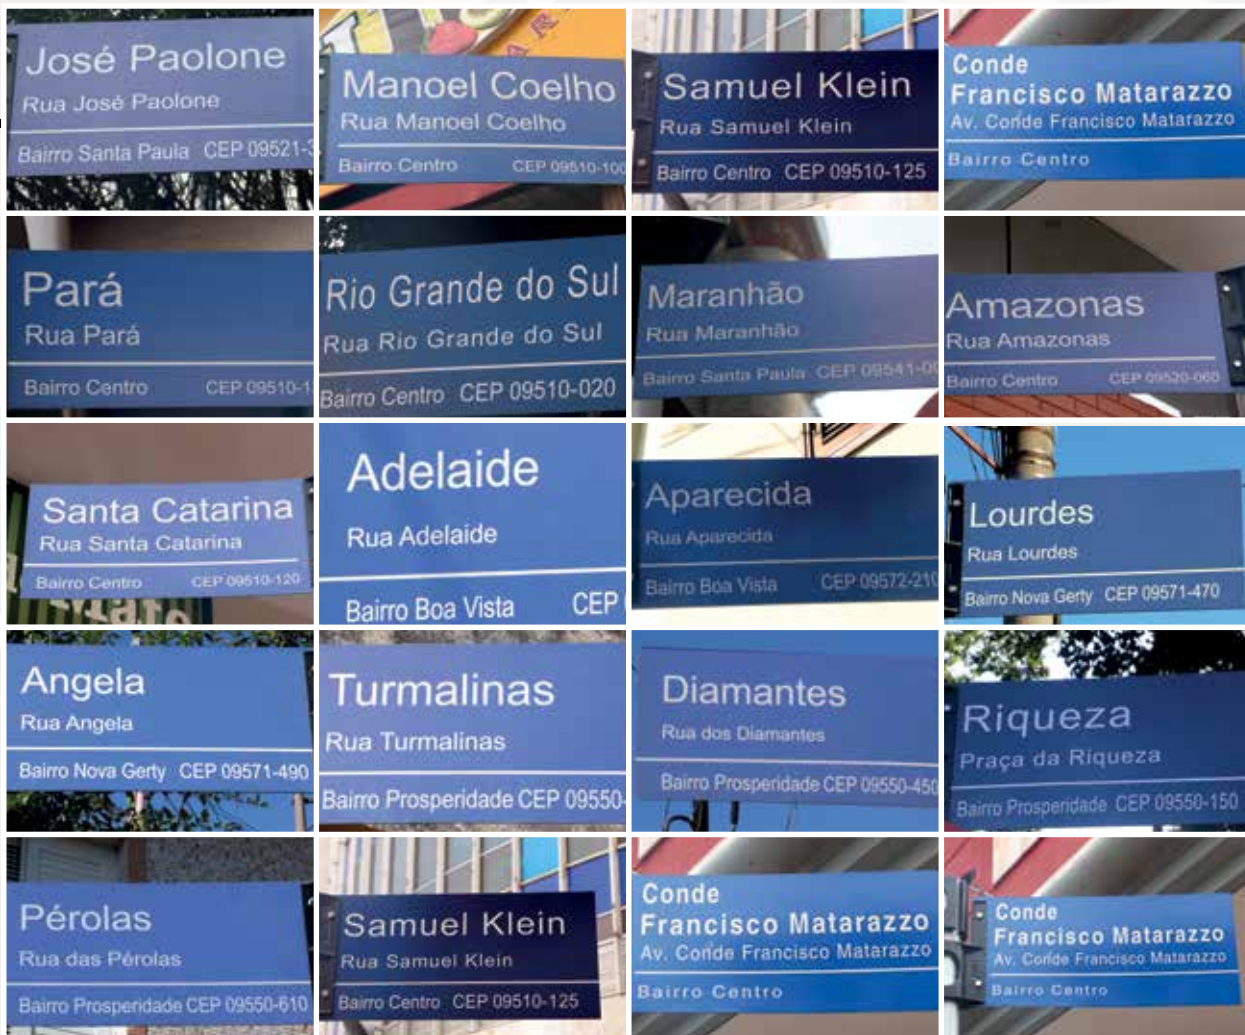 José Paolone
Rua José Paolone
Bairro Santa Paula CEP 09521-3
Manoel Coelho
Rua Manoel Coelho
Bairro Centro CEP 09510-100
Samuel Klein
Rua Samuel Klein
Bairro Centro CEP 09510-125
Conde
Francisco Matarazzo
Av. Conde Francisco Matarazzo
Bairro Centro
Pará
Rua Pará
Bairro Centro CEP 09510-1
Rio Grande do Sul
Rua Rio Grande do Sul
Bairro Centro CEP 09510-020
Maranhão
Rua Maranhão
Bairro Santa Paula CEP 09541-0
Amazonas
Rua Amazonas
Bairro Centro CEP 09520-060
Santa Catarina
Rua Santa Catarina
Bairro Centro CEP 09510-120
Adelaide
Rua Adelaide
Bairro Boa Vista CEP
Aparecida
Rua Aparecida
Bairro Boa Vista CEP 09572-210
Lourdes
Rua Lourdes
Bairro Nova Gerty CEP 09571-470
Angela
Rua Angela
Bairro Nova Gerty CEP 09571-490
Turmalinas
Rua Turmalinas
Bairro Prosperidade CEP 09550-
Diamantes
Rua dos Diamantes
Bairro Prosperidade CEP 09550-450
Riqueza
Praça da Riqueza
Bairro Prosperidade CEP 09550-150
Pérolas
Rua das Pérolas
Bairro Prosperidade CEP 09550-610
Samuel Klein
Rua Samuel Klein
Bairro Centro CEP 09510-125
Conde
Francisco Matarazzo
Av. Conde Francisco Matarazzo
Bairro Centro
Conde
Francisco Matarazzo
Av. Conde Francisco Matarazzo
Bairro Centro